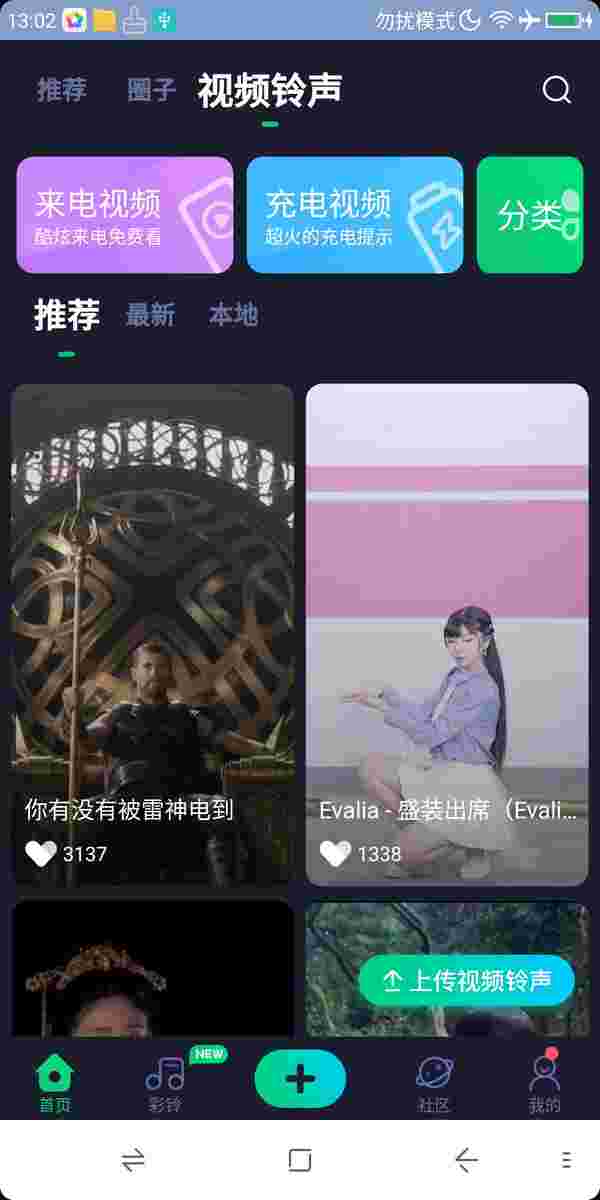 13:02
勿扰模式
推荐
圈子
视频铃声
来电视频
酷炫来电免费看
充电视频
超火的充电提示
分类
推荐
最新
本地
你有没有被雷神电到
3137
Evalia - 盛装出席（Evali...
1338
上传视频铃声
首页
彩铃
NEW
社区
我的